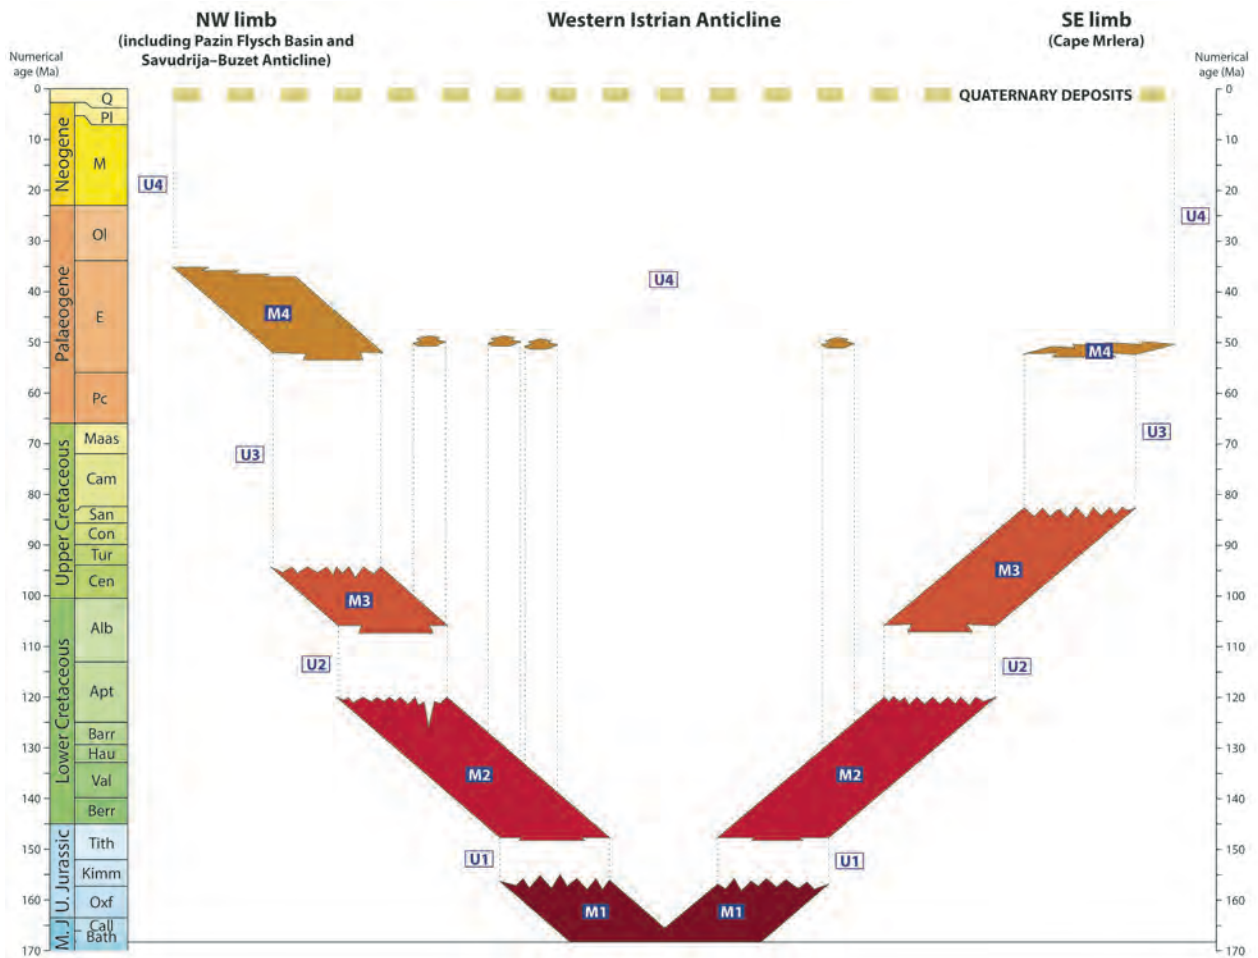 NW limb
(including Pazin Flysch Basin and
Savudrija–Buzet Anticline)
Western Istrian Anticline
SE limb
(Cape Mrlera)
Numerical
age (Ma)
Numerical
age (Ma)
0
10
20
30
40
50
60
70
80
90
100
110
120
130
140
150
160
170
Neogene
Palaeogene
Upper Cretaceous
Lower Cretaceous
U. Jurassic
M. J
Q
Pl
M
Ol
E
Pc
Maas
Cam
San
Con
Tur
Cen
Alb
Apt
Barr
Hau
Val
Berr
Tith
Kimm
Oxf
Call
Bath
QUATERNARY DEPOSITS
U4
U4
U4
M4
M4
U3
U3
M3
M3
U2
U2
M2
M2
U1
U1
M1
M1
0
10
20
30
40
50
60
70
80
90
100
110
120
130
140
150
160
170